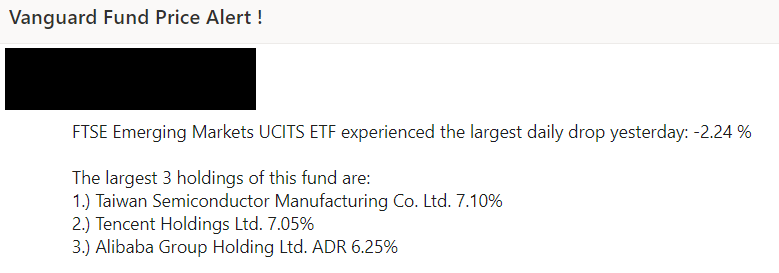 Vanguard Fund Price Alert !
FTSE Emerging Markets UCITS ETF experienced the largest daily drop yesterday: -2.24 %
The largest 3 holdings of this fund are:
1.) Taiwan Semiconductor Manufacturing Co. Ltd. 7.10%
2.) Tencent Holdings Ltd. 7.05%
3.) Alibaba Group Holding Ltd. ADR 6.25%